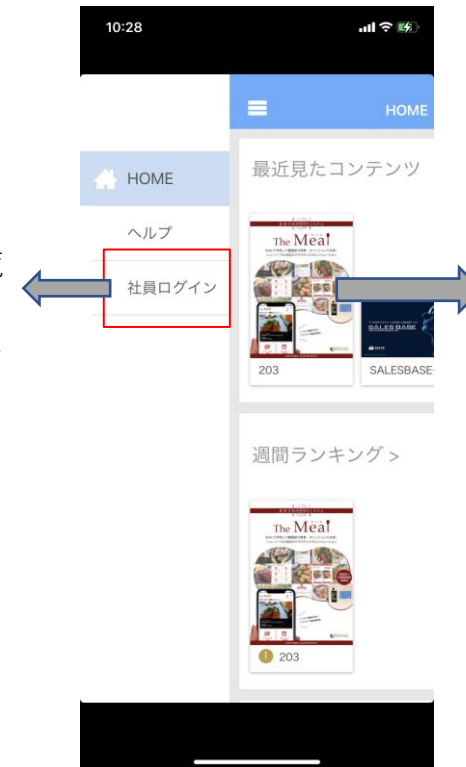 10:28
HOME
HOME
ヘルプ
社員ログイン
最近見たコンテンツ
The Meal
203
SALES BASE
SALESBASE
週間ランキング >
The Meal
1
203